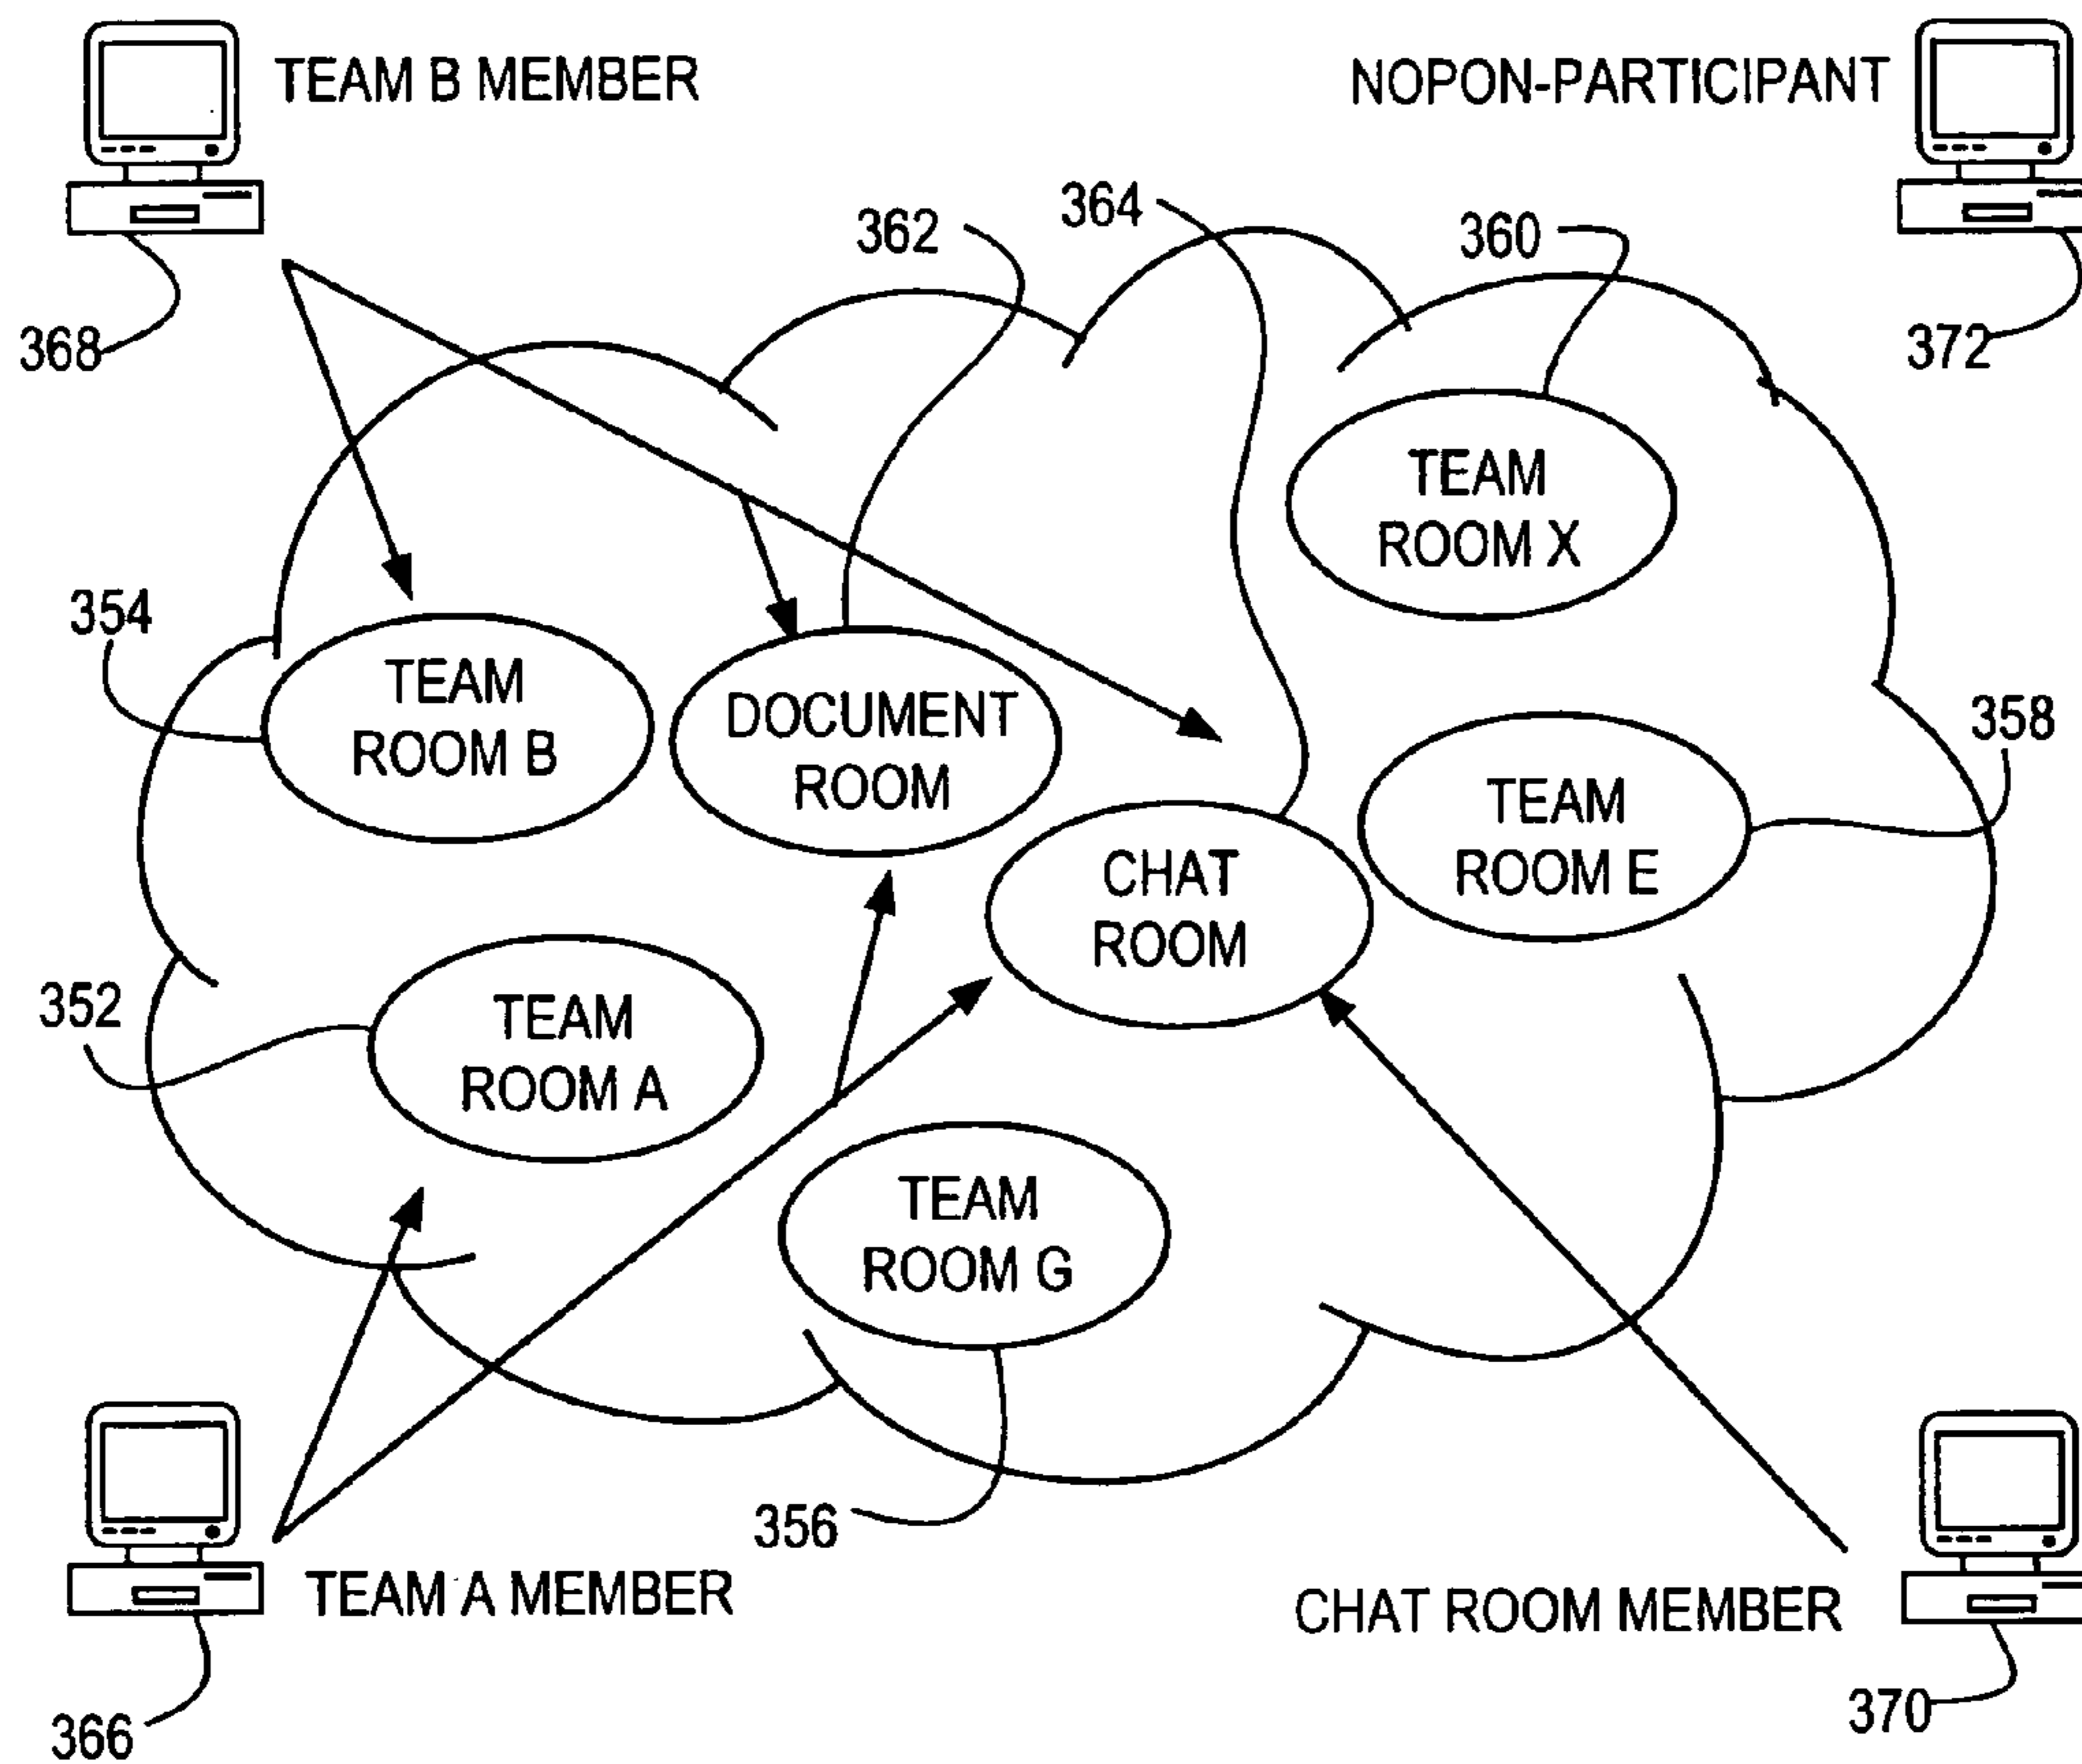 TEAM B MEMBER
NOPON-PARTICIPANT
364
362
360
368
372
TEAM
ROOM X
354
TEAM
ROOM B
DOCUMENT
ROOM
358
TEAM
ROOM E
CHAT
ROOM
352
TEAM
ROOM A
TEAM
ROOM G
356
TEAM A MEMBER
CHAT ROOM MEMBER
366
370